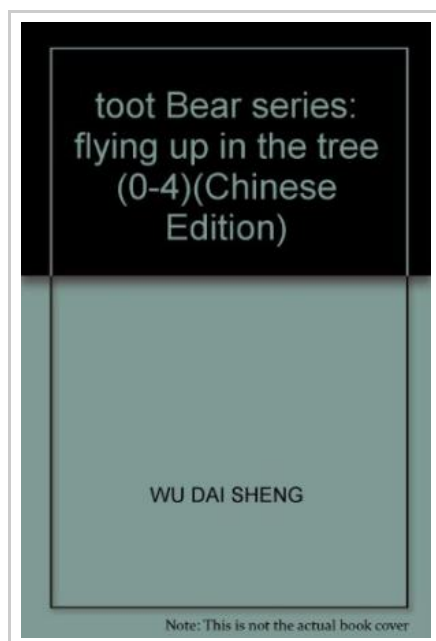 toot Bear series:
flying up in the tree
(0-4)(Chinese
Edition)
WU DAI SHENG
Note: This is not the actual book cover